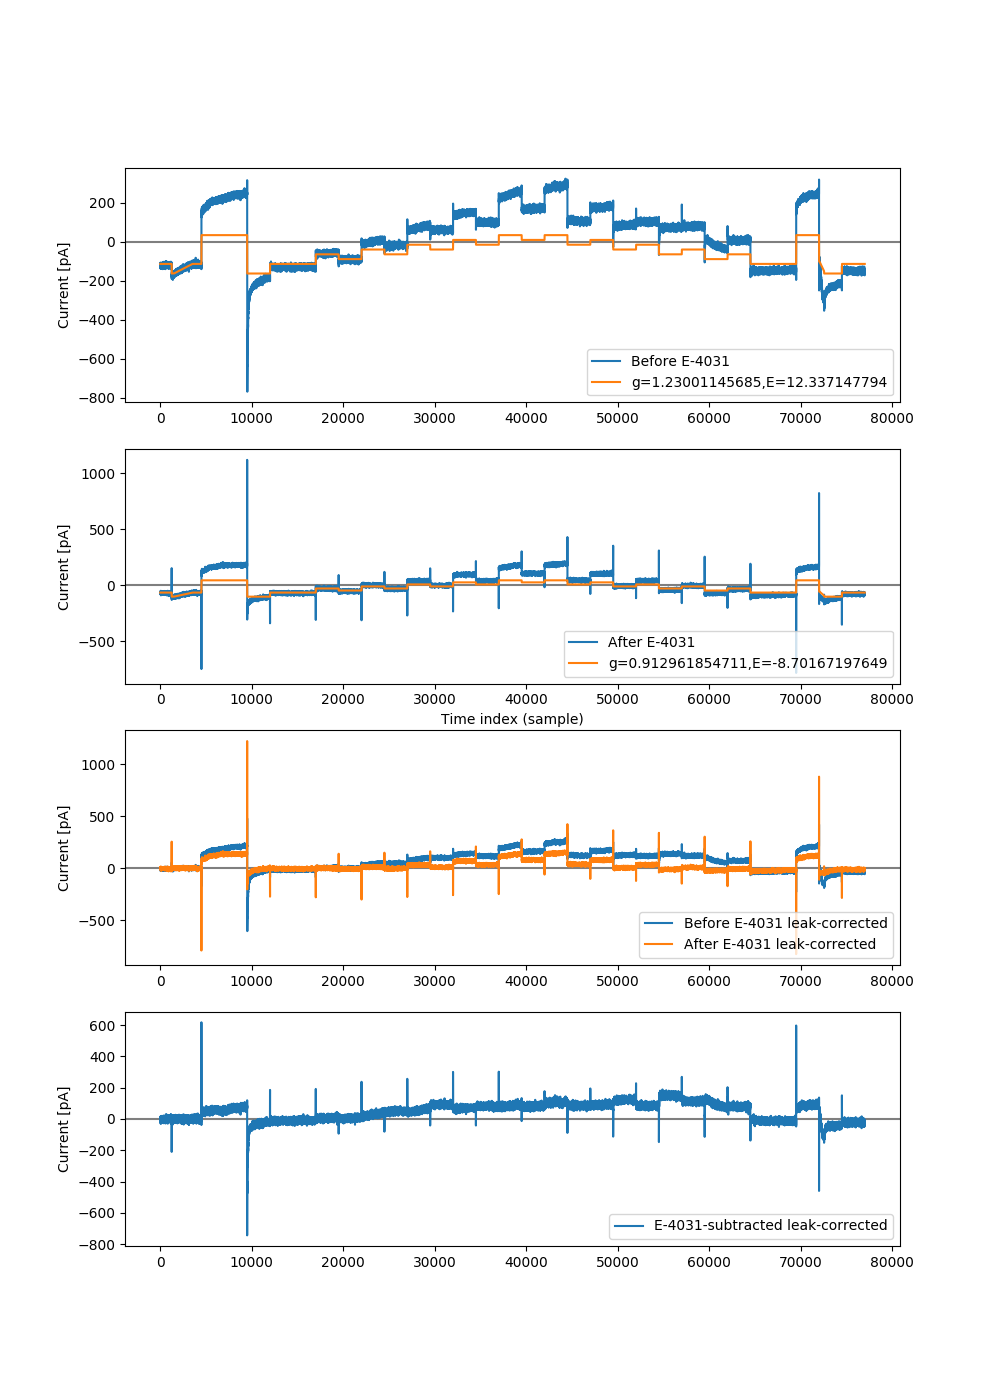 200
0
−200
−400
−600
−800
Current [pA]
Before E-4031
g=1.23001145685,E=12.337147794
0 10000 20000 30000 40000 50000 60000 70000 80000
1000
500
0
−500
Current [pA]
After E-4031
g=0.912961854711,E=-8.70167197649
0 10000 20000 30000 40000 50000 60000 70000 80000
Time index (sample)
1000
500
0
−500
Current [pA]
Before E-4031 leak-corrected
After E-4031 leak-corrected
0 10000 20000 30000 40000 50000 60000 70000 80000
600
400
200
0
−200
−400
−600
−800
Current [pA]
E-4031-subtracted leak-corrected
0 10000 20000 30000 40000 50000 60000 70000 80000